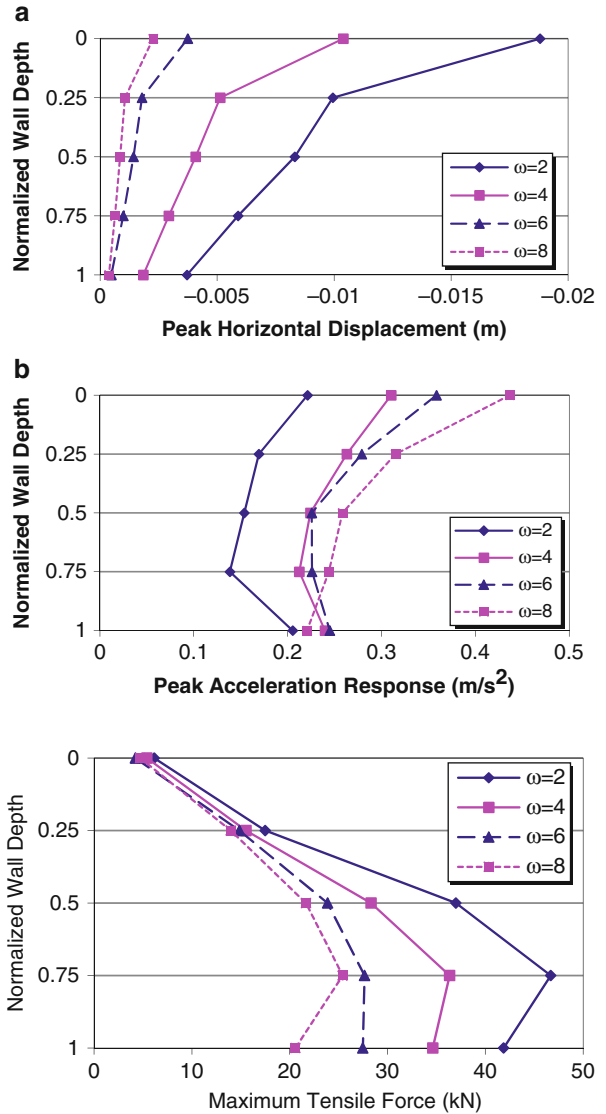 a
Normalized Wall Depth
0
0.25
0.5
0.75
1
0 −0.005 −0.01 −0.015 −0.02
Peak Horizontal Displacement (m)
ω=2
ω=4
ω=6
ω=8
b
Normalized Wall Depth
0
0.25
0.5
0.75
1
0 0.1 0.2 0.3 0.4 0.5
Peak Acceleration Response (m/s²)
ω=2
ω=4
ω=6
ω=8
Normalized Wall Depth
0
0.25
0.5
0.75
1
0 10 20 30 40 50
Maximum Tensile Force (kN)
ω=2
ω=4
ω=6
ω=8